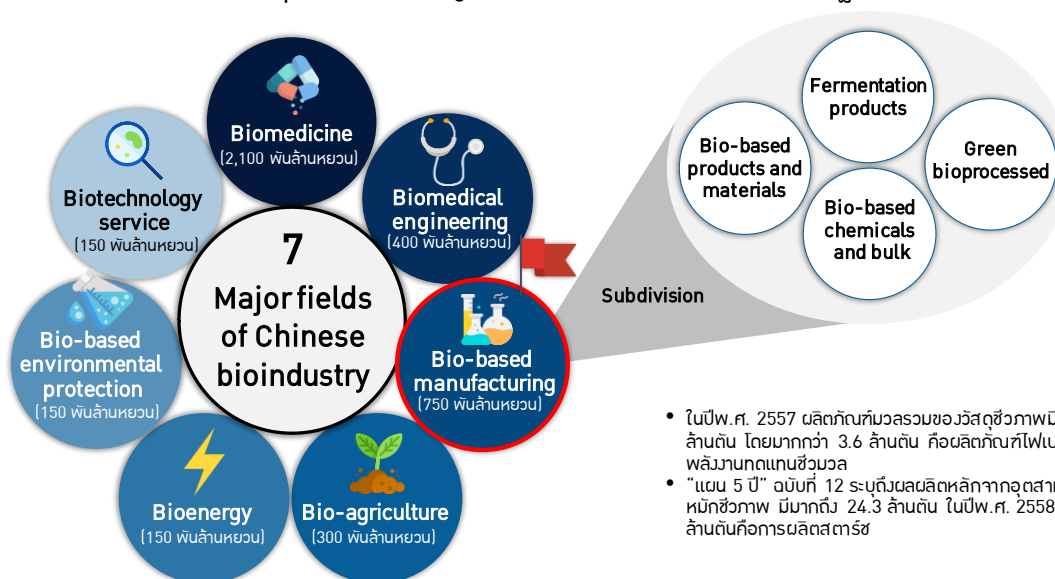 Biomedicine
(2,100 พันล้านหยวน)
Biomedical
engineering
(400 พันล้านหยวน)
Bio-based
manufacturing
(750 พันล้านหยวน)
Bio-agriculture
(300 พันล้านหยวน)
Bioenergy
(150 พันล้านหยวน)
Bio-based
environmental
protection
(150 พันล้านหยวน)
Biotechnology
service
(150 พันล้านหยวน)
7
Major fields
of Chinese
bioindustry
Subdivision
Fermentation
products
Bio-based
products and
materials
Green
bioprocessed
Bio-based
chemicals
and bulk
• ในปีพ.ศ. 2557 ผลิตภัณฑ์มวลรวมของวัสดุชีวภาพมี
ล้านตัน โดยมากกว่า 3.6 ล้านตัน คือผลิตภัณฑ์ไฟเบ
พลังงานทดแทนชีวมวล
• “แผน 5 ปี” ฉบับที่ 12 ระบุถึงผลผลิตหลักจากอุตสา
หมักชีวภาพ มีมากถึง 24.3 ล้านตัน ในปีพ.ศ. 2558
ล้านตันคือการผลิตสตาร์ช